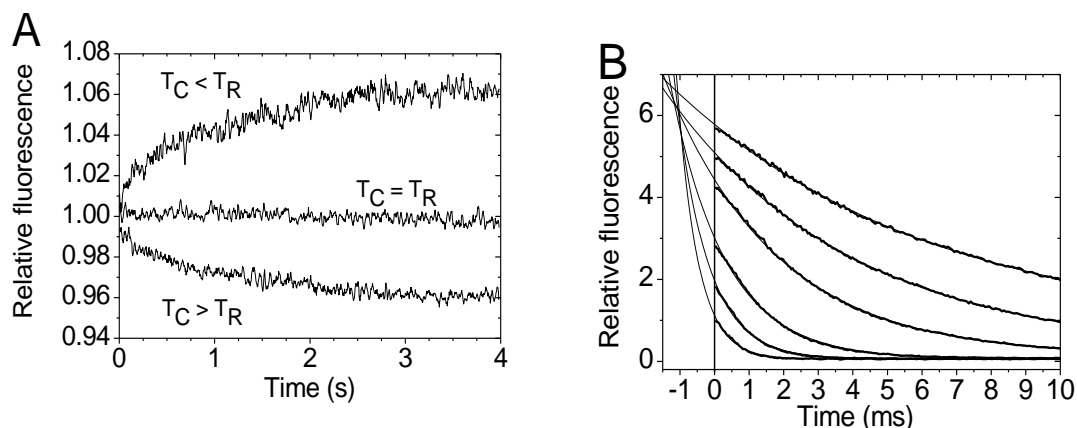 A
1.08
1.06
1.04
1.02
1.00
0.98
0.96
0.94
Relative fluorescence
T_C < T_R
T_C = T_R
T_C > T_R
0 1 2 3 4
Time (s)
B
6
4
2
0
Relative fluorescence
-1 0 1 2 3 4 5 6 7 8 9 10
Time (ms)